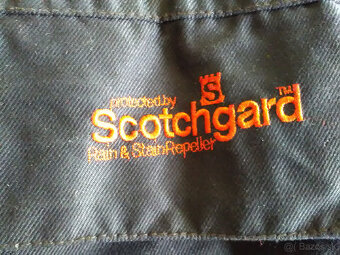 protected by
S
Scotchgard™
Rain & Stain Repeller